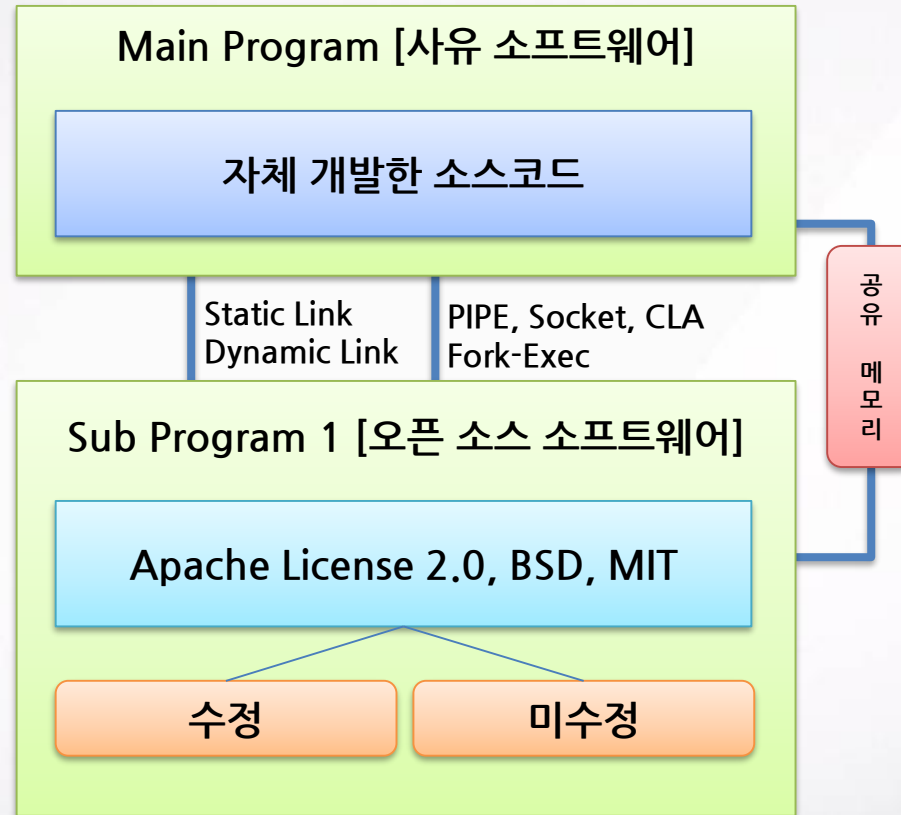 Main Program [사유 소프트웨어]
자체 개발한 소스코드
Static Link
Dynamic Link
PIPE, Socket, CLA
Fork-Exec
공유 메모리
Sub Program 1 [오픈 소스 소프트웨어]
Apache License 2.0, BSD, MIT
수정
미수정